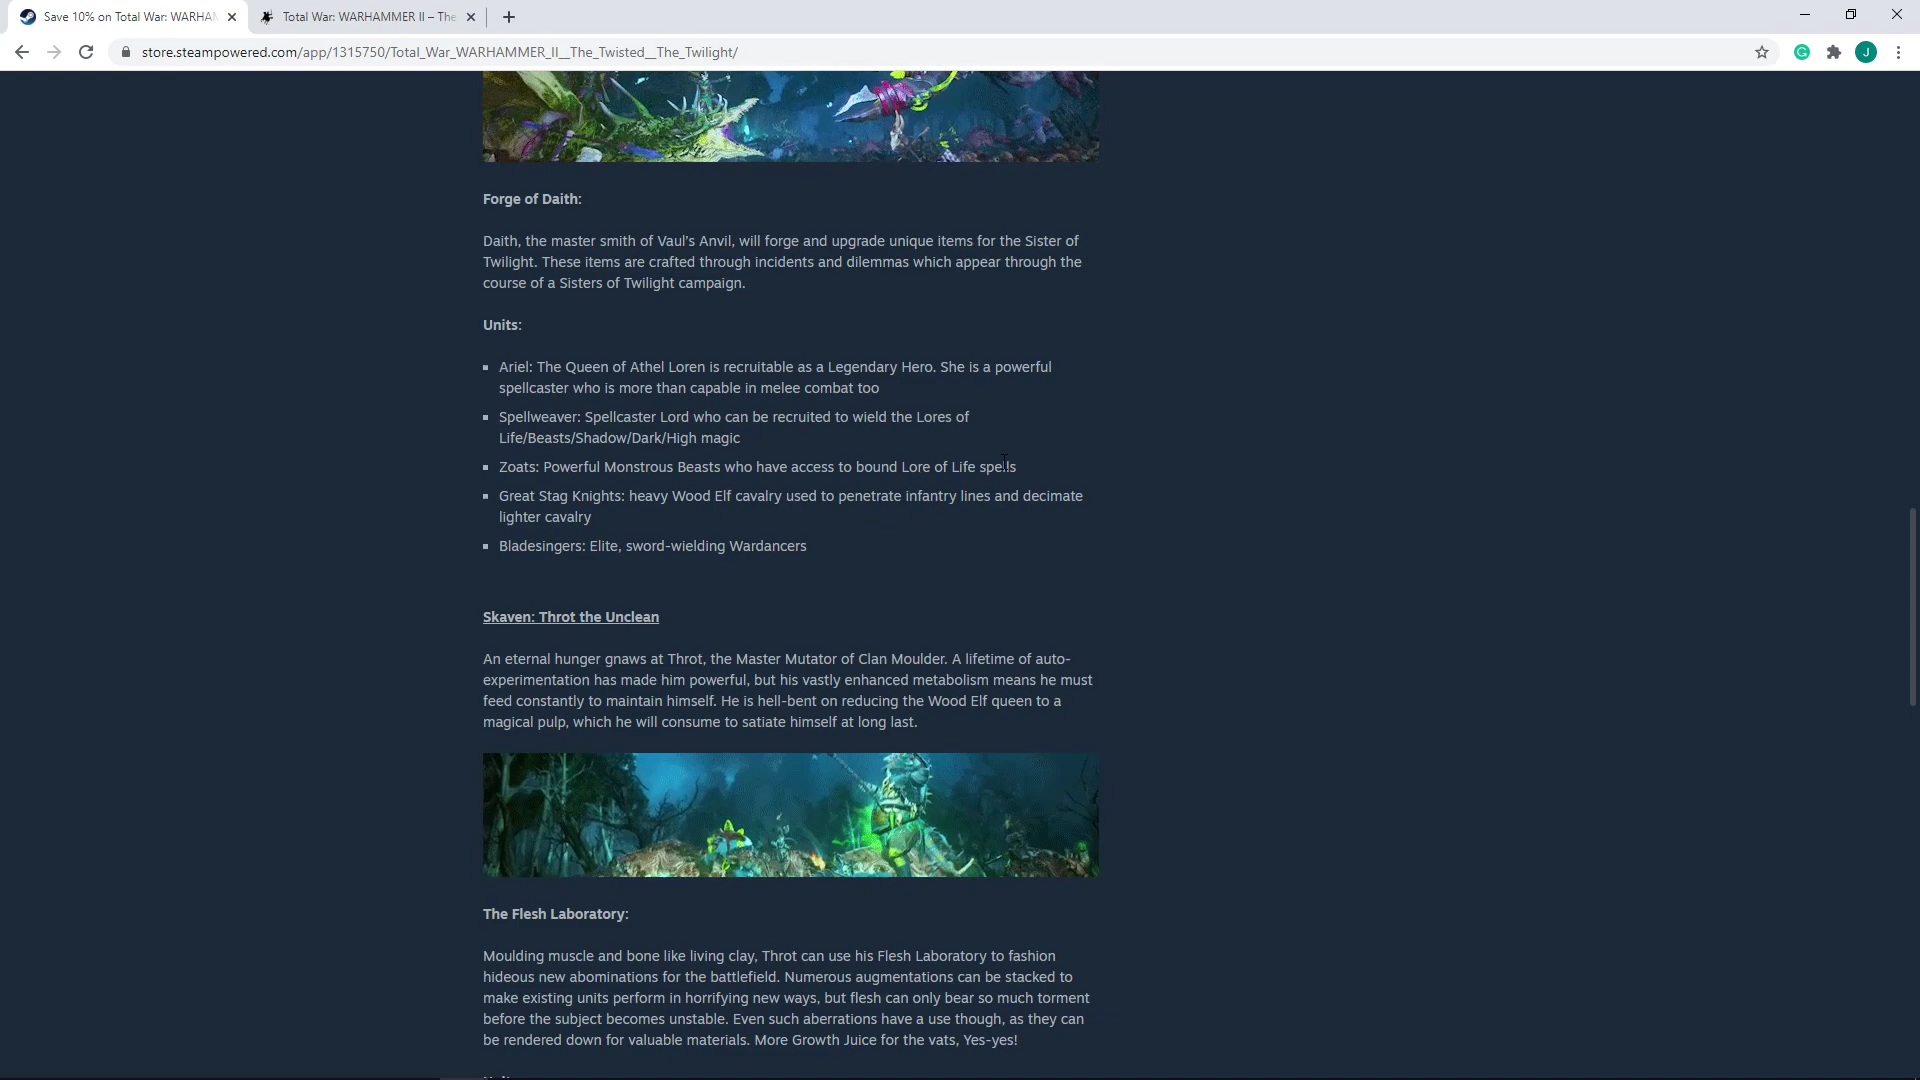 Save 10% on Total War: WARHAM
Total War: WARHAMMER II – The
store.steampowered.com/app/1315750/Total_War_WARHAMMER_II__The_Twisted__The_Twilight/
J
Forge of Daith:
Daith, the master smith of Vaul's Anvil, will forge and upgrade unique items for the Sister of
Twilight. These items are crafted through incidents and dilemmas which appear through the
course of a Sisters of Twilight campaign.
Units:
Ariel: The Queen of Athel Loren is recruitable as a Legendary Hero. She is a powerful
spellcaster who is more than capable in melee combat too
Spellweaver: Spellcaster Lord who can be recruited to wield the Lores of
Life/Beasts/Shadow/Dark/High magic
Zoats: Powerful Monstrous Beasts who have access to bound Lore of Life spells
Great Stag Knights: heavy Wood Elf cavalry used to penetrate infantry lines and decimate
lighter cavalry
Bladesingers: Elite, sword-wielding Wardancers
Skaven: Throt the Unclean
An eternal hunger gnaws at Throt, the Master Mutator of Clan Moulder. A lifetime of auto-
experimentation has made him powerful, but his vastly enhanced metabolism means he must
feed constantly to maintain himself. He is hell-bent on reducing the Wood Elf queen to a
magical pulp, which he will consume to satiate himself at long last.
The Flesh Laboratory:
Moulding muscle and bone like living clay, Throt can use his Flesh Laboratory to fashion
hideous new abominations for the battlefield. Numerous augmentations can be stacked to
make existing units perform in horrifying new ways, but flesh can only bear so much torment
before the subject becomes unstable. Even such aberrations have a use though, as they can
be rendered down for valuable materials. More Growth Juice for the vats, Yes-yes!